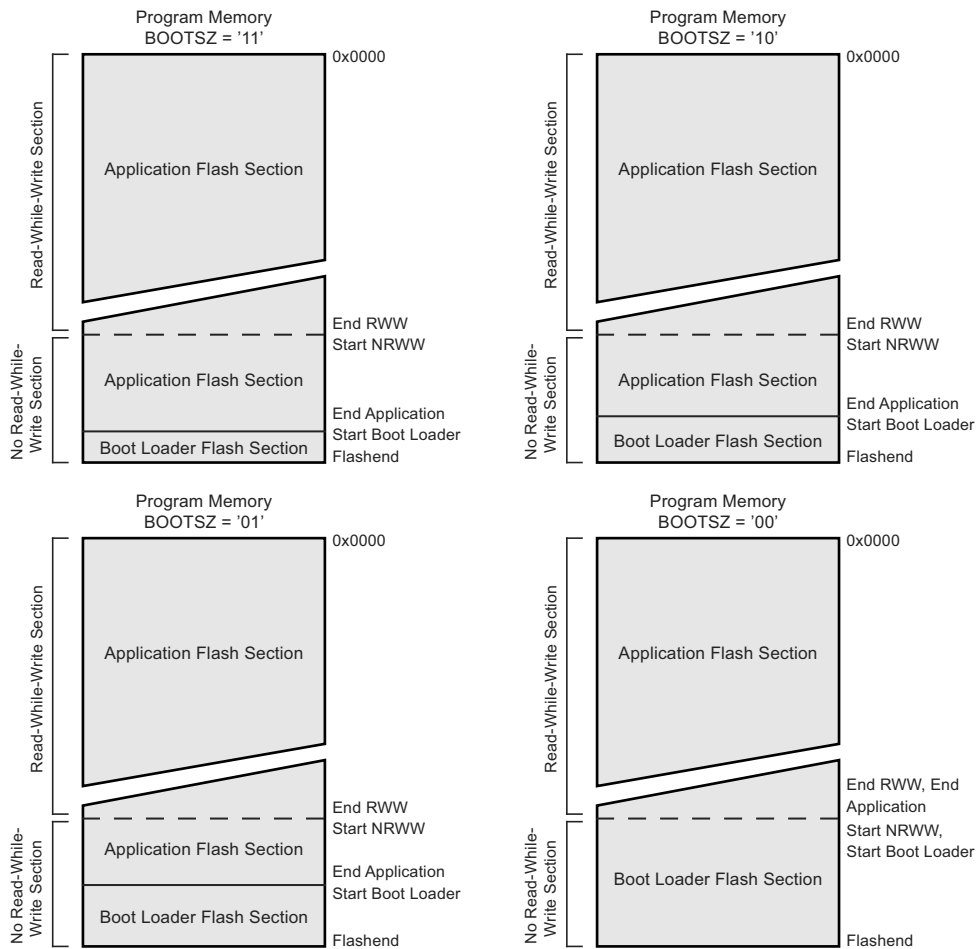 Program Memory
BOOTSZ = '11'
0x0000
Read-While-Write Section
Application Flash Section
End RWW
Start NRWW
No Read-While-
Write Section
Application Flash Section
End Application
Start Boot Loader
Boot Loader Flash Section
Flashend
Program Memory
BOOTSZ = '10'
0x0000
Read-While-Write Section
Application Flash Section
End RWW
Start NRWW
No Read-While-
Write Section
Application Flash Section
End Application
Start Boot Loader
Boot Loader Flash Section
Flashend
Program Memory
BOOTSZ = '01'
Read-While-Write Section
Application Flash Section
End RWW
Start NRWW
No Read-While-
Write Section
Application Flash Section
End Application
Start Boot Loader
Boot Loader Flash Section
Flashend
Program Memory
BOOTSZ = '00'
0x0000
Read-While-Write Section
Application Flash Section
End RWW, End
Application
Start NRWW,
Start Boot Loader
No Read-While-
Write Section
Boot Loader Flash Section
Flashend